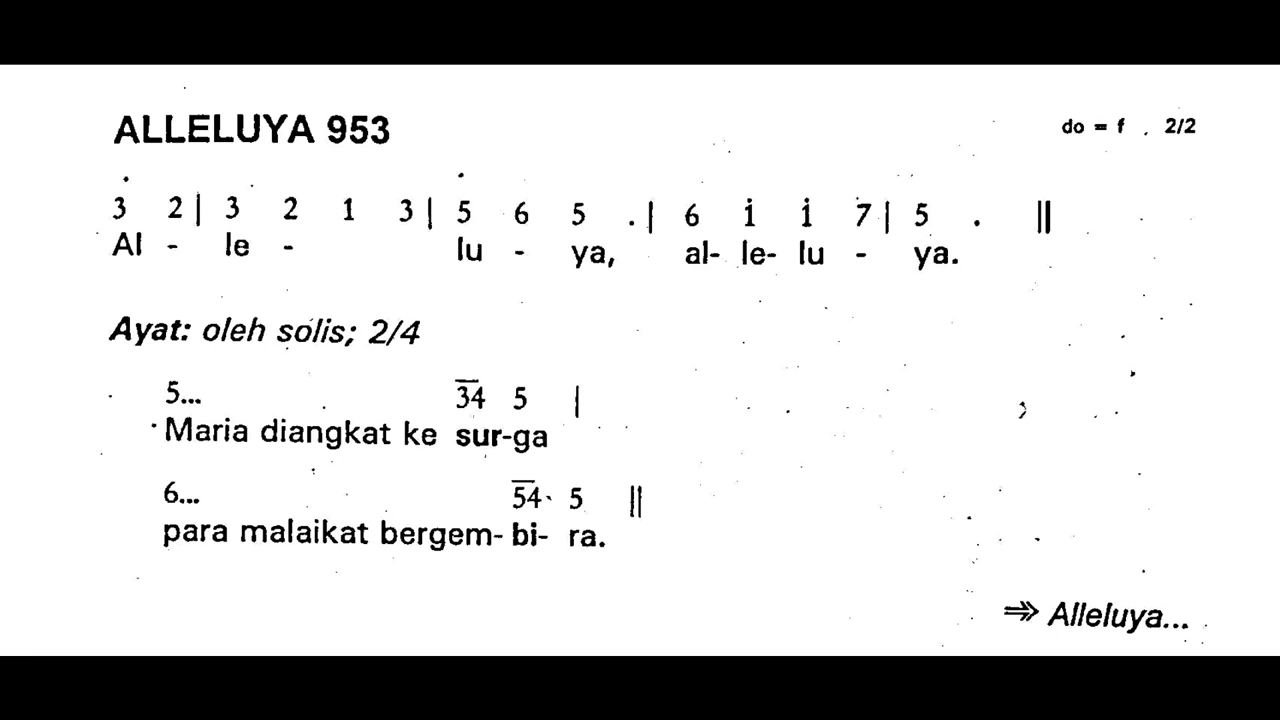 ALLELUYA 953
do = f . 2/2
3 2 | 3 2 1 3 | 5 6 5 . | 6 i i 7 | 5 . ||
Al - le - lu - ya, al- le- lu - ya.
Ayat: oleh solis; 2/4
5... 34 5 |
Maria diangkat ke sur-ga
6... 54 5 ||
para malaikat bergem- bi- ra.
⇒ Alleluya...